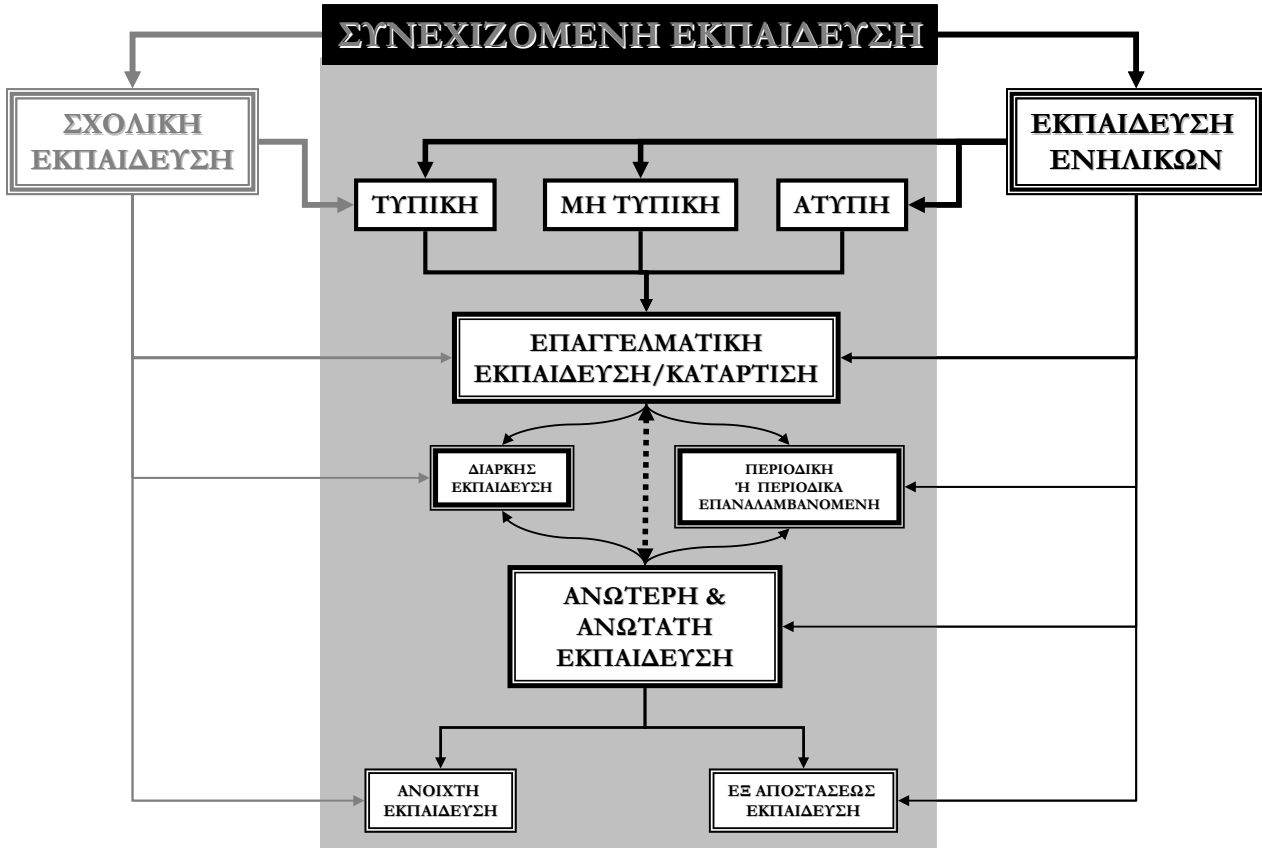 ΣΥΝΕΧΙΖΟΜΕΝΗ ΕΚΠΑΙΔΕΥΣΗ
ΣΧΟΛΙΚΗ
ΕΚΠΑΙΔΕΥΣΗ
ΕΚΠΑΙΔΕΥΣΗ
ΕΝΗΛΙΚΩΝ
ΤΥΠΙΚΗ
ΜΗ ΤΥΠΙΚΗ
ΑΤΥΠΗ
ΕΠΑΓΓΕΛΜΑΤΙΚΗ
ΕΚΠΑΙΔΕΥΣΗ/ΚΑΤΑΡΤΙΣΗ
ΔΙΑΡΚΗΣ
ΕΚΠΑΙΔΕΥΣΗ
ΠΕΡΙΟΔΙΚΗ
Ή ΠΕΡΙΟΔΙΚΑ
ΕΠΑΝΑΛΑΜΒΑΝΟΜΕΝΗ
ΑΝΩΤΕΡΗ &
ΑΝΩΤΑΤΗ
ΕΚΠΑΙΔΕΥΣΗ
ΑΝΟΙΧΤΗ
ΕΚΠΑΙΔΕΥΣΗ
ΕΞ ΑΠΟΣΤΑΣΕΩΣ
ΕΚΠΑΙΔΕΥΣΗ